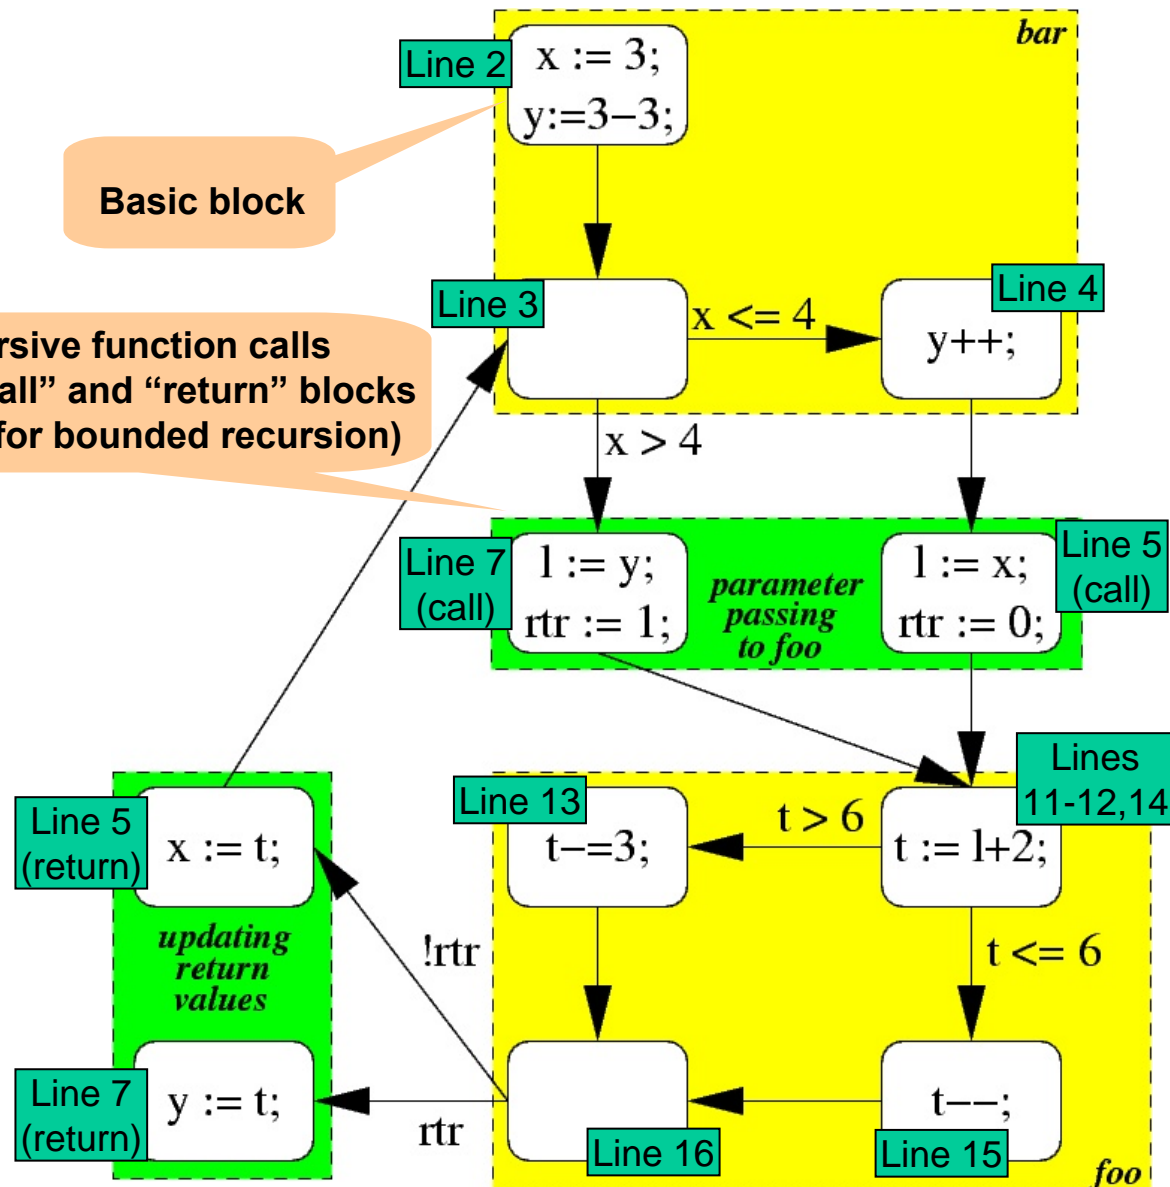 bar
Line 2
x := 3;
y:=3−3;
Basic block
Line 3
x <= 4
Line 4
y++;
rsive function calls
all” and “return” blocks
for bounded recursion)
x > 4
Line 7
(call)
l := y;
rtr := 1;
parameter
passing
to foo
l := x;
rtr := 0;
Line 5
(call)
Line 5
(return)
x := t;
updating
return
values
Line 7
(return)
y := t;
!rtr
rtr
Line 13
t−=3;
t > 6
Lines
11-12,14
t := l+2;
t <= 6
Line 16
t−−;
Line 15
foo